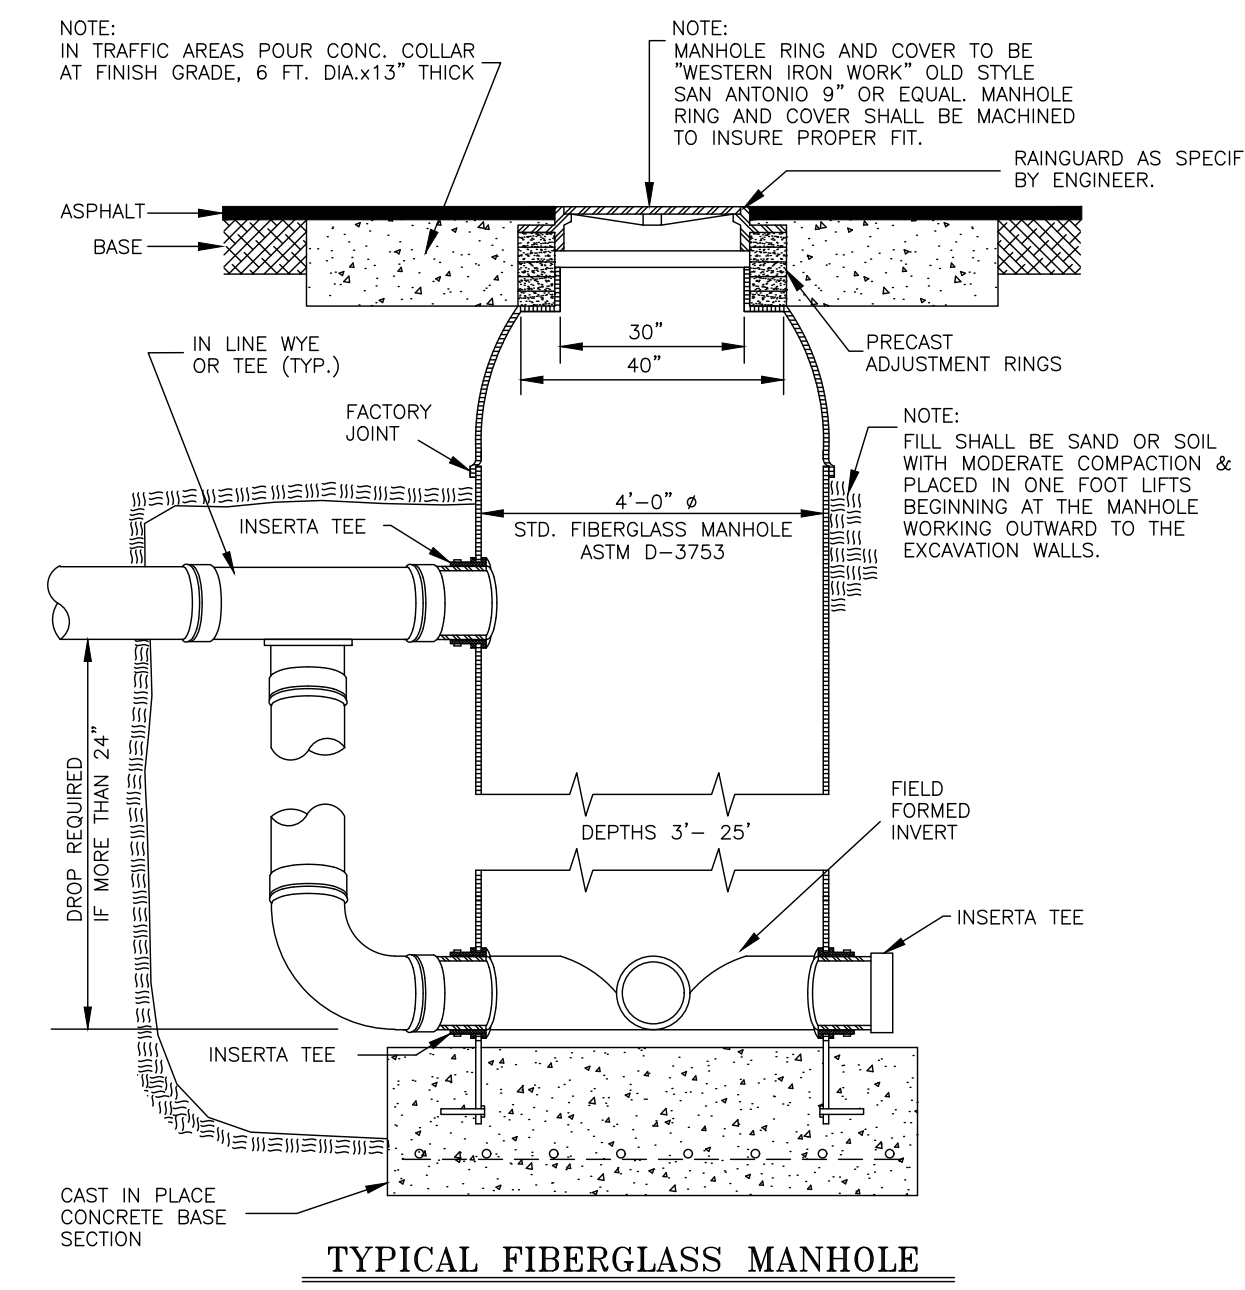 NOTE:
IN TRAFFIC AREAS POUR CONC. COLLAR
AT FINISH GRADE, 6 FT. DIA.x13" THICK
NOTE:
MANHOLE RING AND COVER TO BE
"WESTERN IRON WORK" OLD STYLE
SAN ANTONIO 9" OR EQUAL. MANHOLE
RING AND COVER SHALL BE MACHINED
TO INSURE PROPER FIT.
RAINGUARD AS SPECIF
BY ENGINEER.
ASPHALT
BASE
30"
40"
PRECAST
ADJUSTMENT RINGS
IN LINE WYE
OR TEE (TYP.)
FACTORY
JOINT
NOTE:
FILL SHALL BE SAND OR SOIL
WITH MODERATE COMPACTION &
PLACED IN ONE FOOT LIFTS
BEGINNING AT THE MANHOLE
WORKING OUTWARD TO THE
EXCAVATION WALLS.
4'-0" ø
STD. FIBERGLASS MANHOLE
ASTM D-3753
INSERTA TEE
DROP REQUIRED
IF MORE THAN 24"
DEPTHS 3'- 25'
FIELD
FORMED
INVERT
INSERTA TEE
INSERTA TEE
CAST IN PLACE
CONCRETE BASE
SECTION
TYPICAL FIBERGLASS MANHOLE